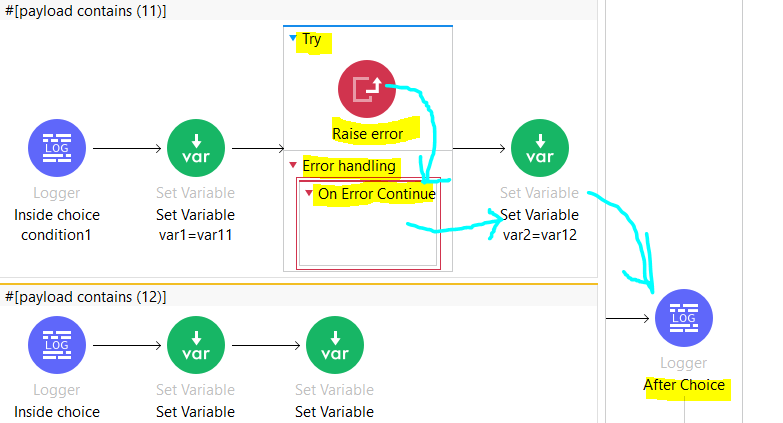 #[payload contains (11)]
Try
Raise error
Error handling
On Error Continue
LOG
var
var
Logger
Set Variable
Set Variable
Inside choice
condition1
Set Variable
var1=var11
Set Variable
var2=var12
#[payload contains (12)]
LOG
var
var
LOG
Logger
Set Variable
Set Variable
Logger
Inside choice
Set Variable
Set Variable
After Choice